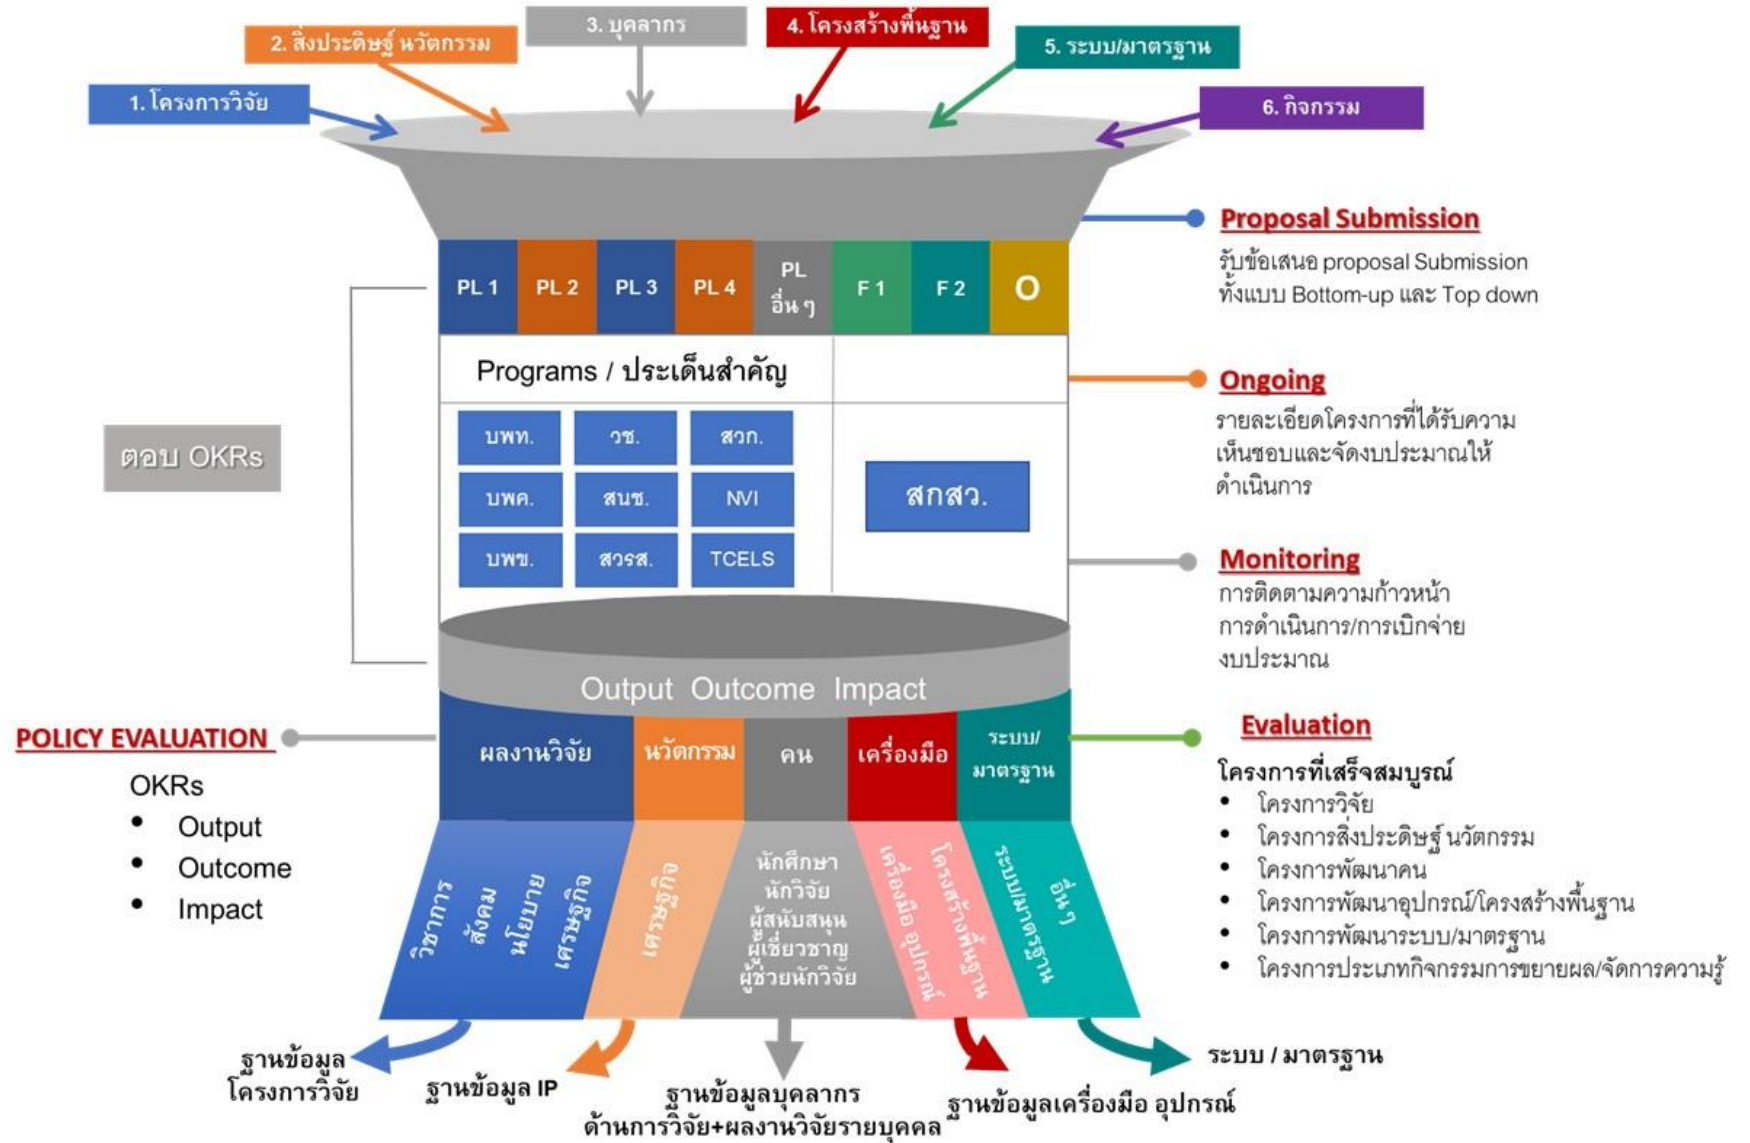 3. บุคลากร
4. โครงสร้างพื้นฐาน
2. สิ่งประดิษฐ์ นวัตกรรม
5. ระบบ/มาตรฐาน
1. โครงการวิจัย
6. กิจกรรม
Proposal Submission
รับข้อเสนอ proposal Submission
ทั้งแบบ Bottom-up และ Top down
PL 1
PL 2
PL 3
PL 4
PL
อื่น ๆ
F 1
F 2
O
Programs / ประเด็นสำคัญ
Ongoing
รายละเอียดโครงการที่ได้รับความ
เห็นชอบและจัดงบประมาณให้
ดำเนินการ
ตอบ OKRs
บพท.
วช.
สวก.
บพค.
สนช.
NVI
บพข.
สวรส.
TCELS
สกสว.
Monitoring
การติดตามความก้าวหน้า
การดำเนินการ/การเบิกจ่าย
งบประมาณ
Output Outcome Impact
POLICY EVALUATION
OKRs
• Output
• Outcome
• Impact
ผลงานวิจัย
นวัตกรรม
คน
เครื่องมือ
ระบบ/
มาตรฐาน
Evaluation
โครงการที่เสร็จสมบูรณ์
• โครงการวิจัย
• โครงการสิ่งประดิษฐ์ นวัตกรรม
• โครงการพัฒนาคน
• โครงการพัฒนาอุปกรณ์/โครงสร้างพื้นฐาน
• โครงการพัฒนาระบบ/มาตรฐาน
• โครงการประเภทกิจกรรมการขยายผล/จัดการความรู้
วิชาการ
สังคม
นโยบาย
เศรษฐกิจ
เศรษฐกิจ
นักศึกษา
นักวิจัย
ผู้สนับสนุน
ผู้เชี่ยวชาญ
ผู้ช่วยนักวิจัย
เครื่องมือ อุปกรณ์
โครงสร้างพื้นฐาน
ระบบ/มาตรฐาน
อื่น ๆ
ฐานข้อมูล
โครงการวิจัย
ฐานข้อมูล IP
ฐานข้อมูลบุคลากร
ด้านการวิจัย+ผลงานวิจัยรายบุคคล
ฐานข้อมูลเครื่องมือ อุปกรณ์
ระบบ / มาตรฐาน